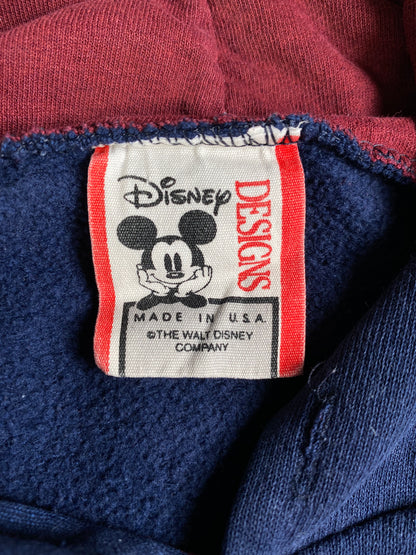 Disney
DESIGNS
MADE IN U.S.A.
©THE WALT DISNEY
COMPANY